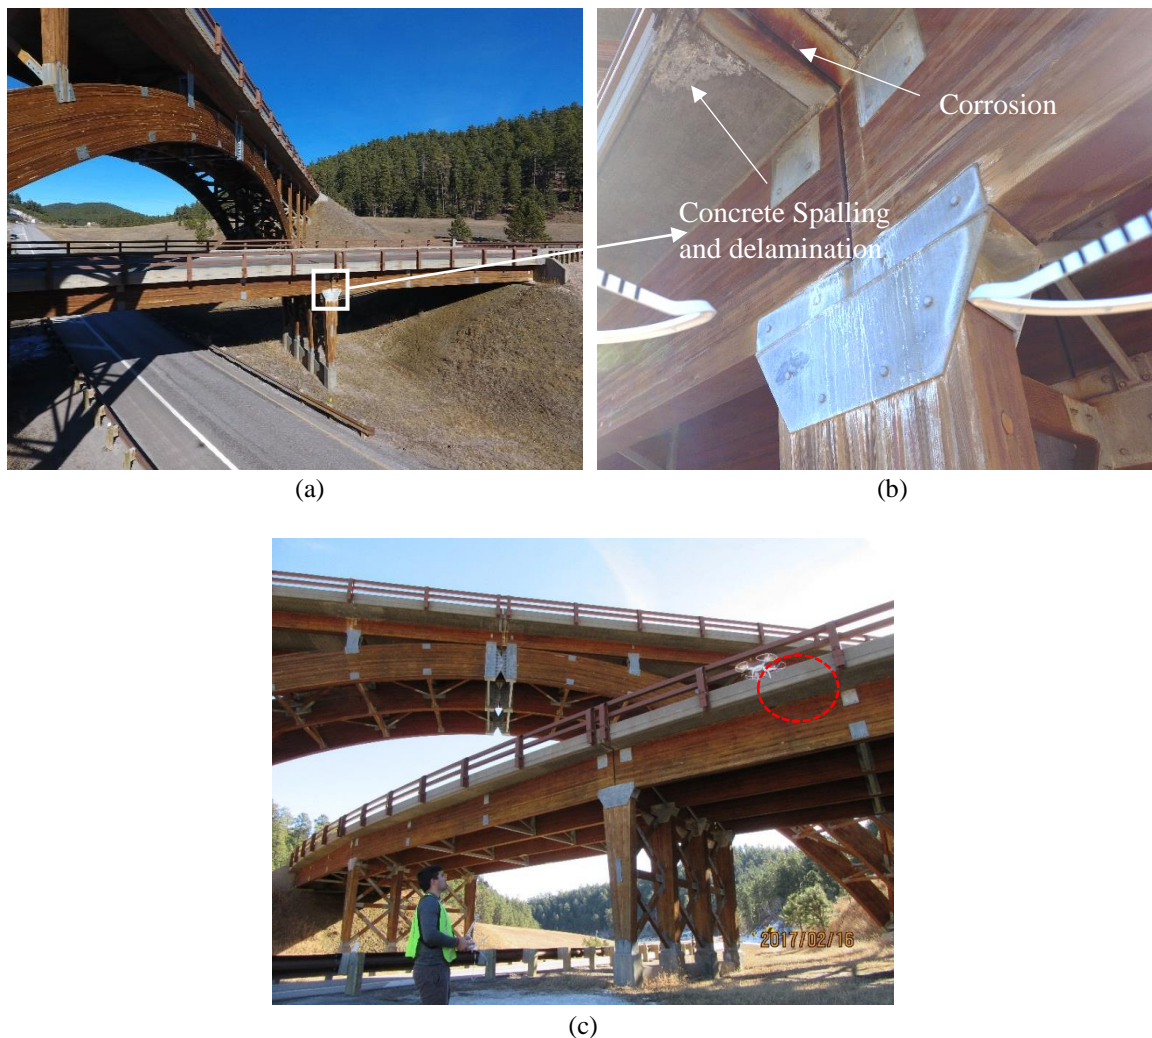 Corrosion
Concrete Spalling
and delamination
(a)
(b)
2017/02/16
(c)